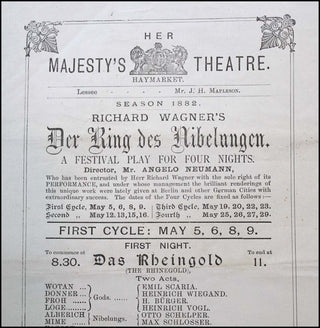 HER
MAJESTY'S THEATRE.
HAYMARKET.
Lessee Mr. J. H. MAPLESON.
SEASON 1882.
RICHARD WAGNER'S
Der Ring des Nibelungen.
A FESTIVAL PLAY FOR FOUR NIGHTS.
Director, Mr. ANGELO NEUMANN,
Who has been entrusted by Herr Richard Wagner with the sole right of its
PERFORMANCE, and under whose management the brilliant renderings of this
unique work were lately given at Berlin and other German Cities with
extraordinary success. The dates of the Four Cycles are fixed as follows:—
First Cycle, May 5, 6, 8, 9. Third Cycle, May 19, 20, 22, 23.
Second „ May 12, 13, 15, 16. Fourth „ May 25, 26, 27, 29.
FIRST CYCLE: MAY 5, 6, 8, 9.
FIRST NIGHT.
To commence at To end at
8.30. Das Rheingold 11.
(THE RHINEGOLD),
Two Acts,
WOTAN EMIL SCARIA.
DONNER HEINRICH WIEGAND.
FROH Gods. H. BÜRGER.
LOGE HEINRICH VOGL.
ALBERICH OTTO SCHELPER.
MIME Nibelungs. MAX SCHLOSSER.